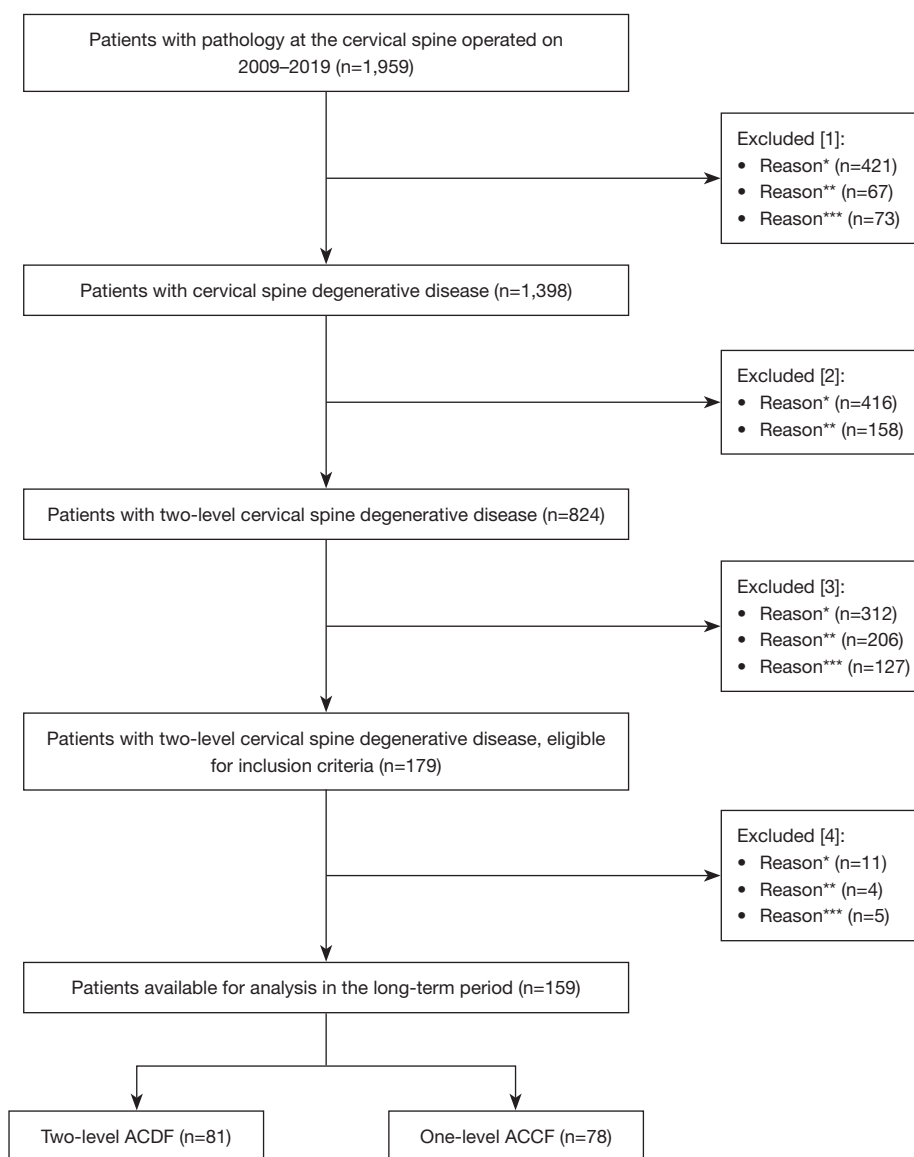 Patients with pathology at the cervical spine operated on
2009–2019 (n=1,959)
Excluded [1]:
• Reason* (n=421)
• Reason** (n=67)
• Reason*** (n=73)
Patients with cervical spine degenerative disease (n=1,398)
Excluded [2]:
• Reason* (n=416)
• Reason** (n=158)
Patients with two-level cervical spine degenerative disease (n=824)
Excluded [3]:
• Reason* (n=312)
• Reason** (n=206)
• Reason*** (n=127)
Patients with two-level cervical spine degenerative disease, eligible
for inclusion criteria (n=179)
Excluded [4]:
• Reason* (n=11)
• Reason** (n=4)
• Reason*** (n=5)
Patients available for analysis in the long-term period (n=159)
Two-level ACDF (n=81)
One-level ACCF (n=78)